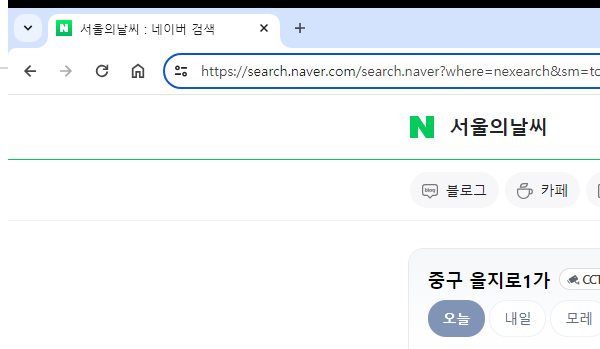 서울의날씨 : 네이버 검색
https://search.naver.com/search.naver?where=nexearch&sm=to
N 서울의날씨
blog 블로그 카페
중구 을지로1가 CCT
오늘 내일 모레